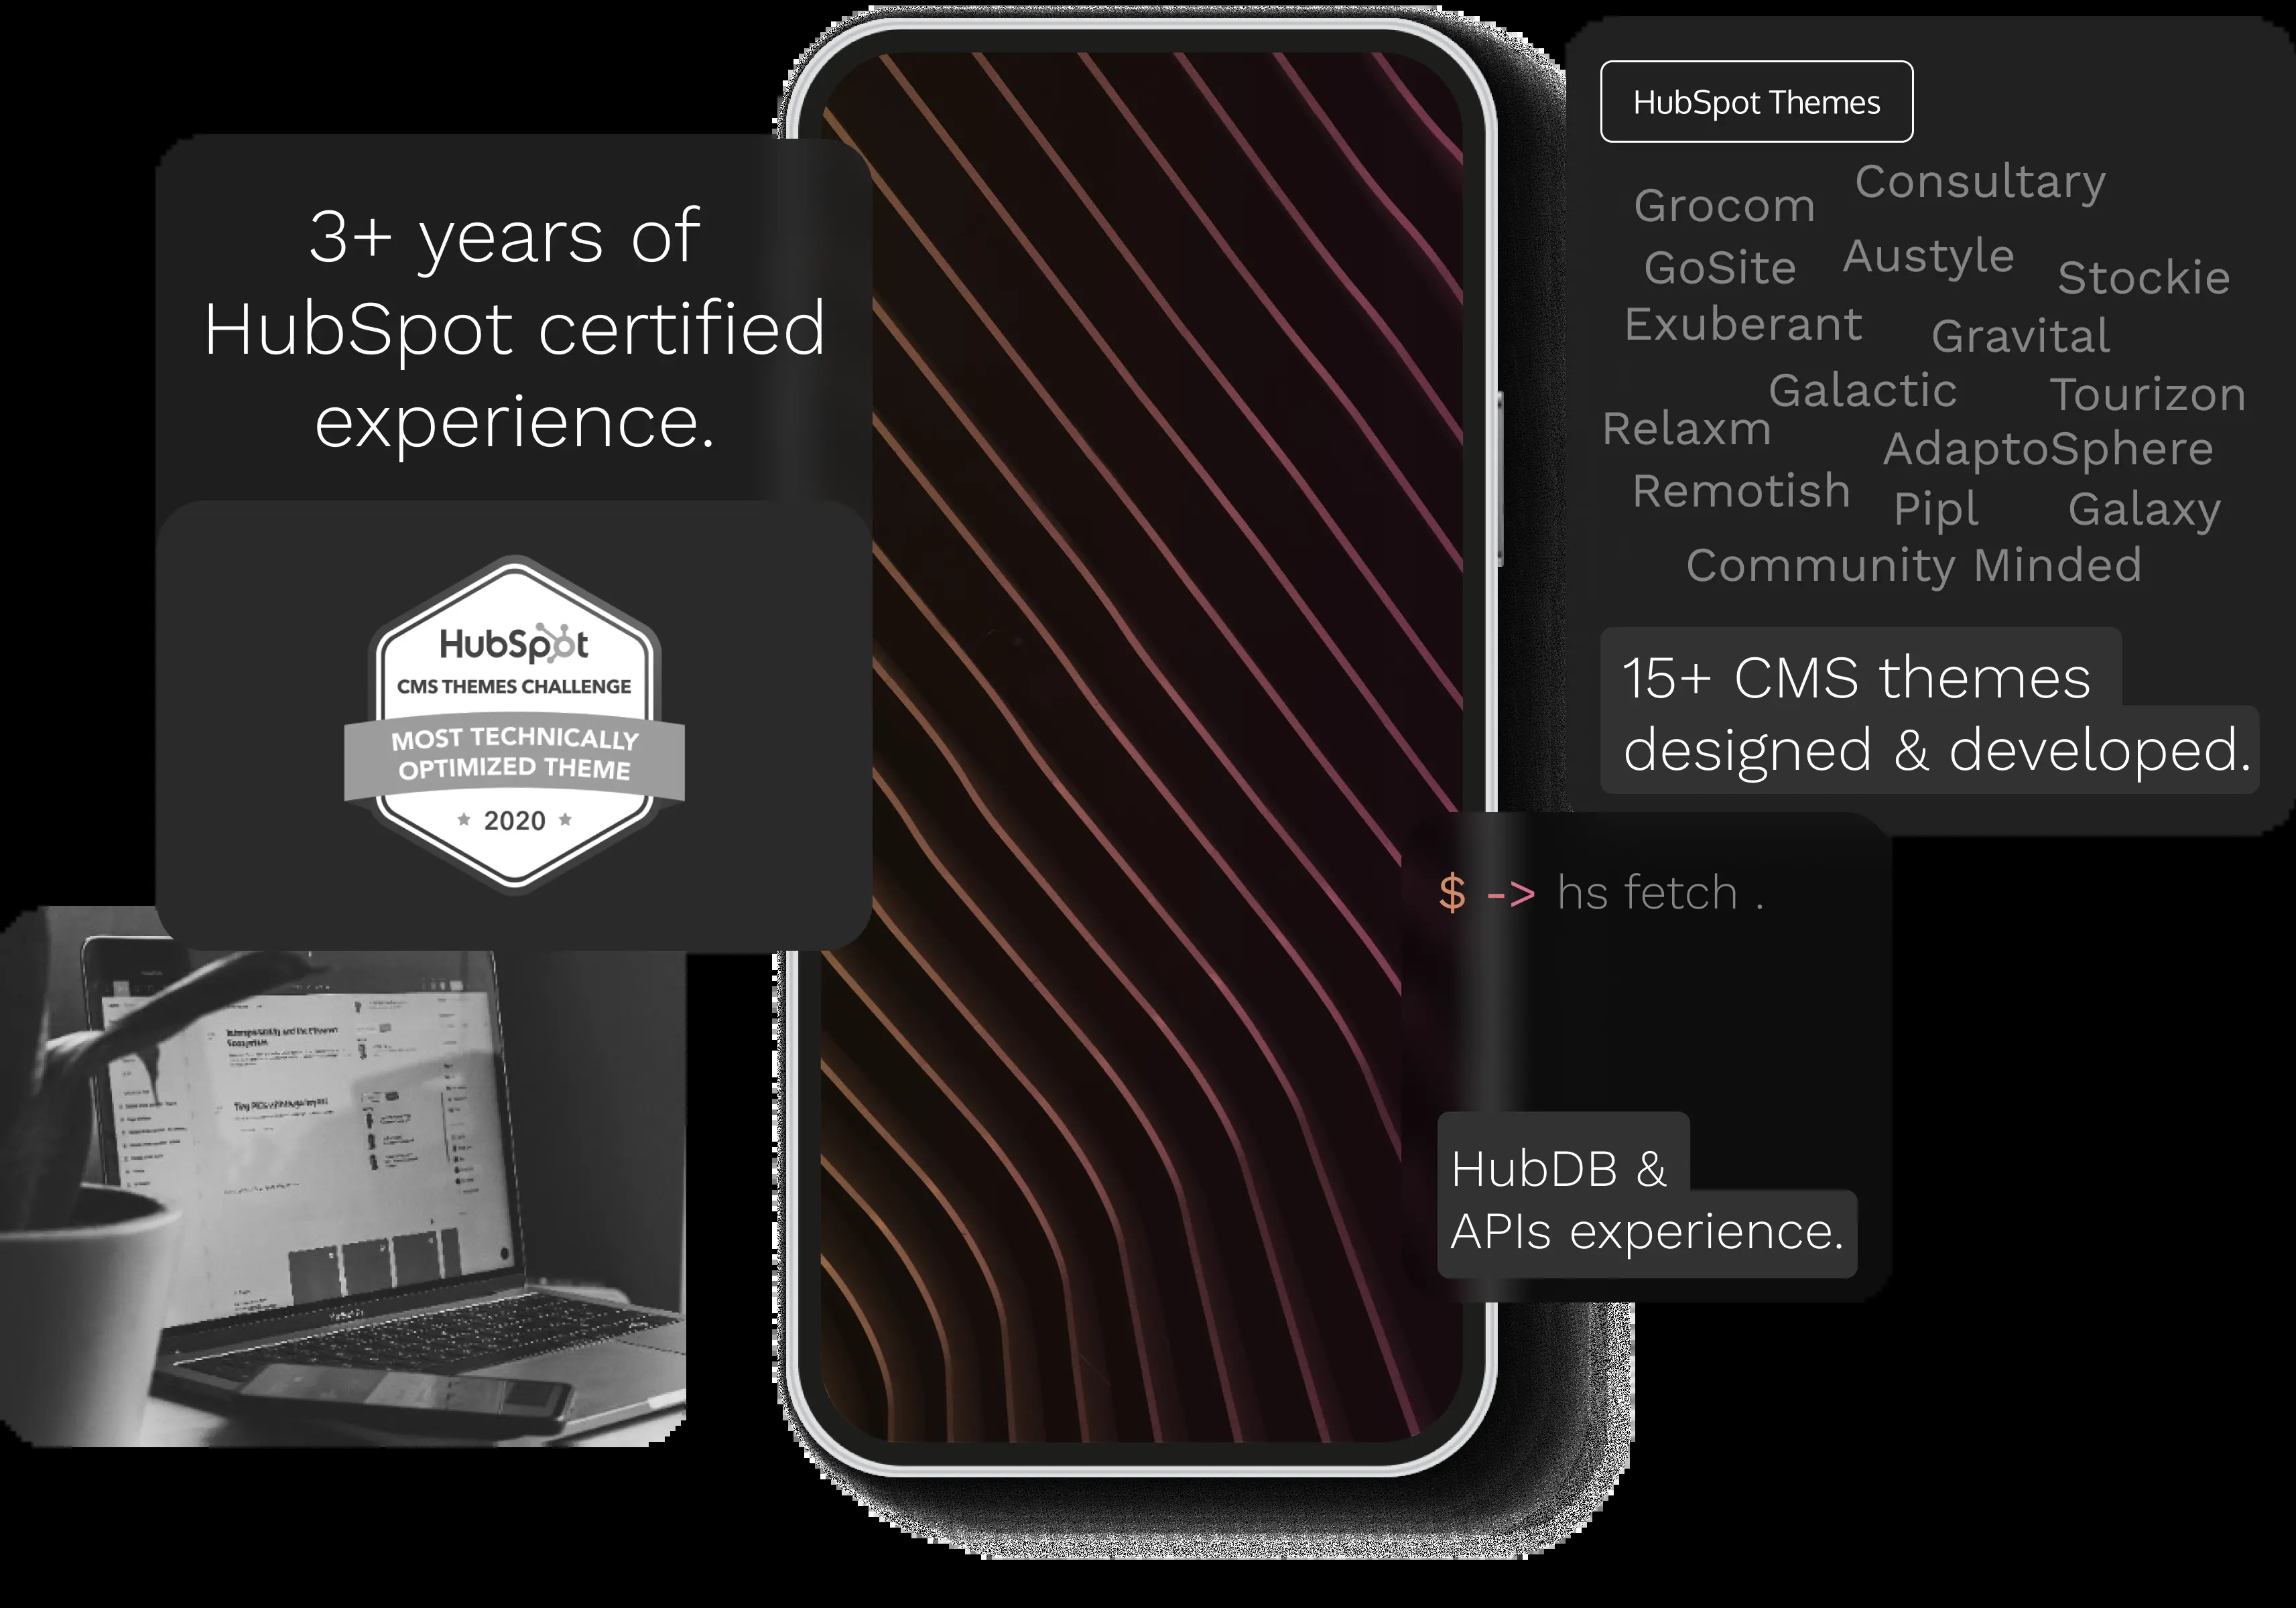 3+ years of
HubSpot certified
experience.
HubSpot
CMS THEMES CHALLENGE
MOST TECHNICALLY
OPTIMIZED THEME
2020
HubSpot Themes
Consultary
Grocom
Austyle
GoSite
Stockie
Exuberant
Gravital
Galactic
Tourizon
Relaxm
AdaptoSphere
Remotish
Pipl
Galaxy
Community Minded
15+ CMS themes
designed & developed.
$ -> hs fetch .
HubDB &
APIs experience.